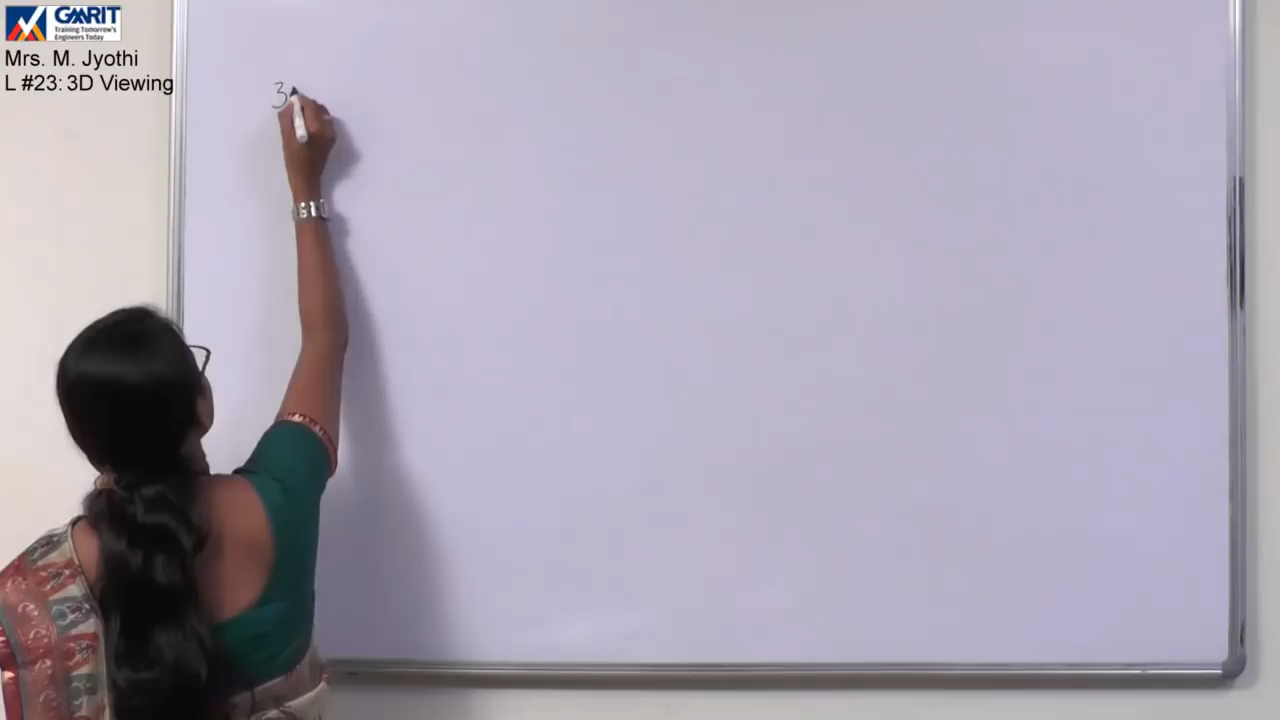 GMRIT
Training Tomorrow's
Engineers Today
Mrs. M. Jyothi
L #23: 3D Viewing
3